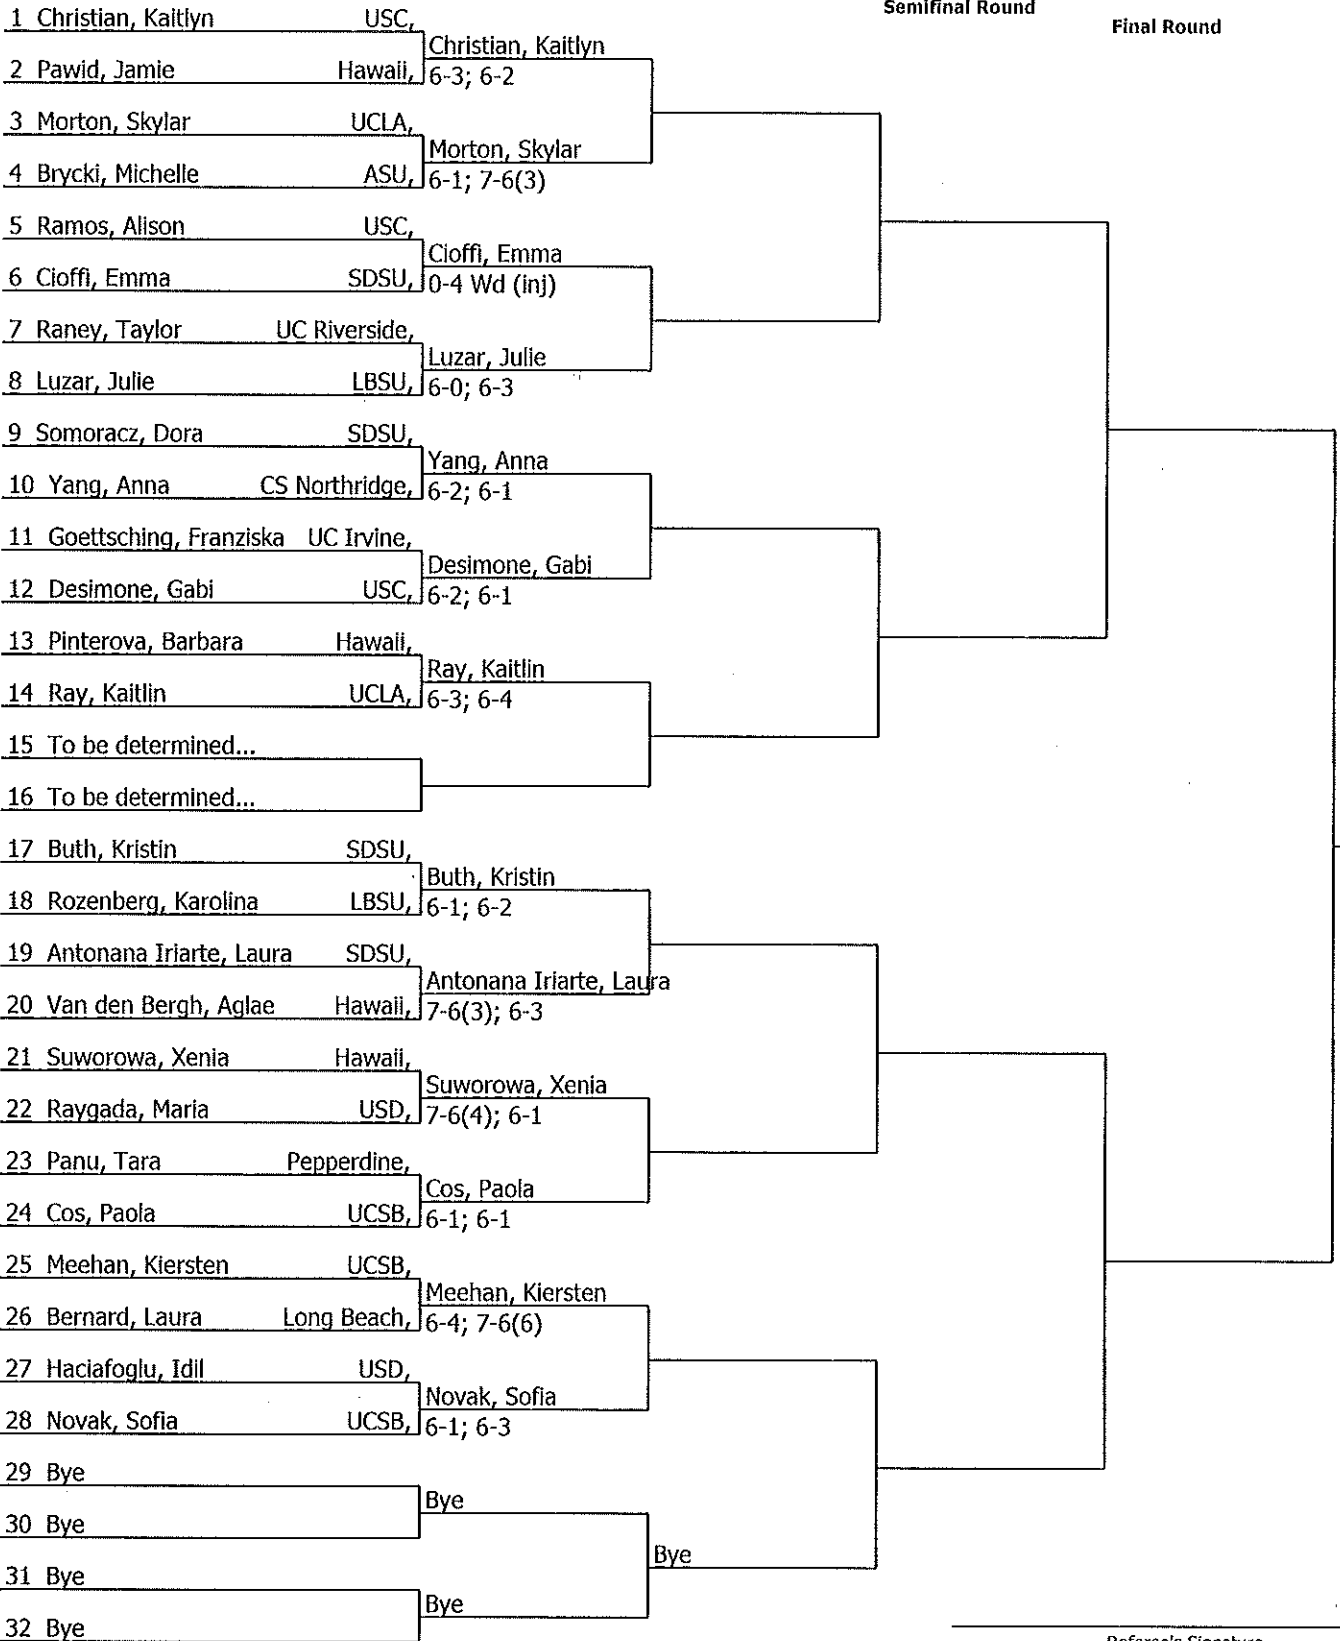 Semifinal Round
Final Round
1 Christian, Kaitlyn USC,
Christian, Kaitlyn
2 Pawid, Jamie Hawaii,
6-3; 6-2
3 Morton, Skylar UCLA,
Morton, Skylar
4 Brycki, Michelle ASU,
6-1; 7-6(3)
5 Ramos, Alison USC,
Cioffi, Emma
6 Cioffi, Emma SDSU,
0-4 Wd (inj)
7 Raney, Taylor UC Riverside,
Luzar, Julie
8 Luzar, Julie LBSU,
6-0; 6-3
9 Somoracz, Dora SDSU,
Yang, Anna
10 Yang, Anna CS Northridge,
6-2; 6-1
11 Goettsching, Franziska UC Irvine,
Desimone, Gabi
12 Desimone, Gabi USC,
6-2; 6-1
13 Pinterova, Barbara Hawaii,
Ray, Kaitlin
14 Ray, Kaitlin UCLA,
6-3; 6-4
15 To be determined...
16 To be determined...
17 Buth, Kristin SDSU,
Buth, Kristin
18 Rozenberg, Karolina LBSU,
6-1; 6-2
19 Antonana Iriarte, Laura SDSU,
Antonana Iriarte, Laura
20 Van den Bergh, Aglae Hawaii,
7-6(3); 6-3
21 Suworowa, Xenia Hawaii,
Suworowa, Xenia
22 Raygada, Maria USD,
7-6(4); 6-1
23 Panu, Tara Pepperdine,
Cos, Paola
24 Cos, Paola UCSB,
6-1; 6-1
25 Meehan, Kiersten UCSB,
Meehan, Kiersten
26 Bernard, Laura Long Beach,
6-4; 7-6(6)
27 Haciafoglu, Idil USD,
Novak, Sofia
28 Novak, Sofia UCSB,
6-1; 6-3
29 Bye
Bye
30 Bye
Bye
31 Bye
Bye
32 Bye
Referee's Signature